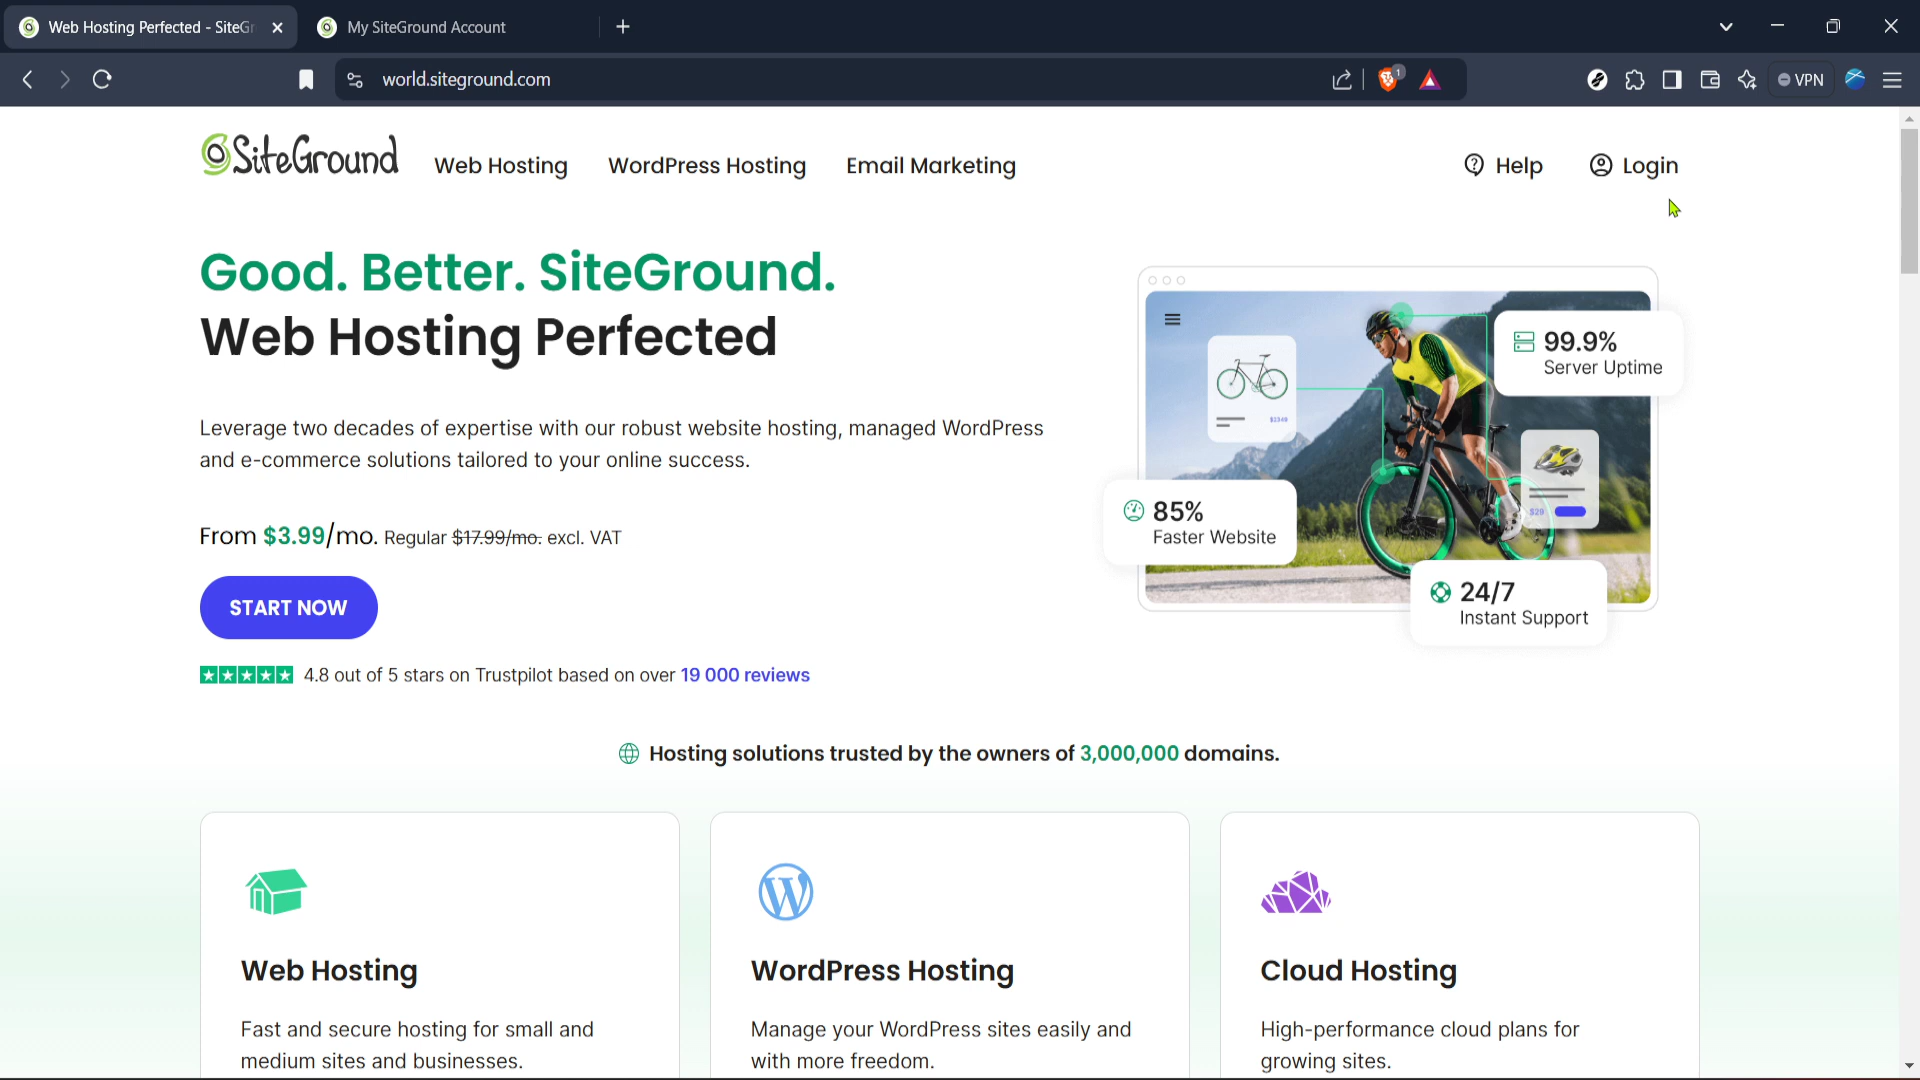 Web Hosting Perfected - SiteGr
My SiteGround Account
world.siteground.com
1
VPN
SiteGround
Web Hosting
WordPress Hosting
Email Marketing
Help
Login
Good. Better. SiteGround.
Web Hosting Perfected
Leverage two decades of expertise with our robust website hosting, managed WordPress
and e-commerce solutions tailored to your online success.
From $3.99/mo. Regular $17.99/mo. excl. VAT
START NOW
4.8 out of 5 stars on Trustpilot based on over 19 000 reviews
99.9%
Server Uptime
$2349
$29
85%
Faster Website
24/7
Instant Support
Hosting solutions trusted by the owners of 3,000,000 domains.
Web Hosting
Fast and secure hosting for small and
medium sites and businesses.
WordPress Hosting
Manage your WordPress sites easily and
with more freedom.
Cloud Hosting
High-performance cloud plans for
growing sites.